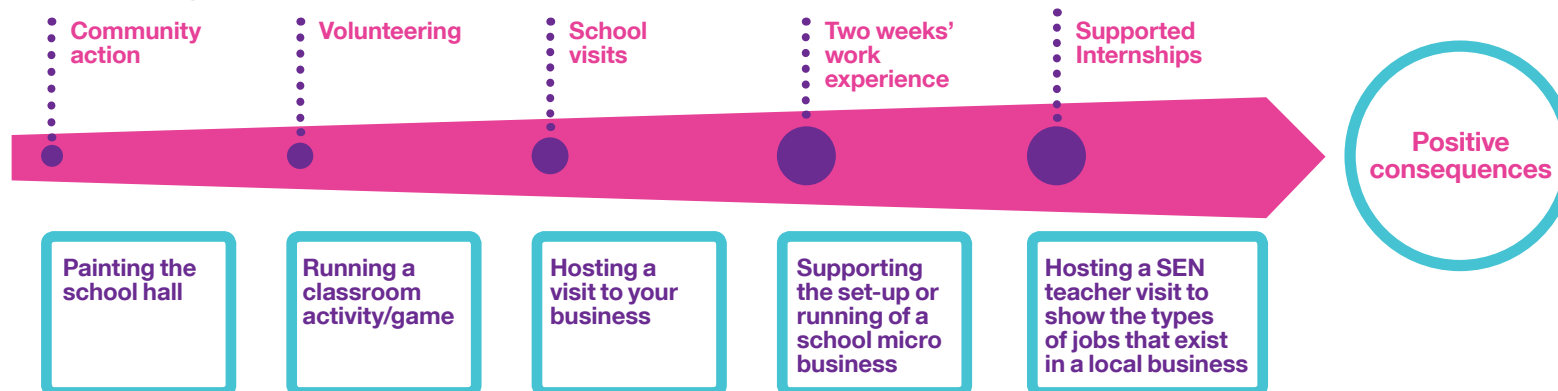 Community
action
Volunteering
School
visits
Two weeks’
work
experience
Supported
Internships
Positive
consequences
Painting the
school hall
Running a
classroom
activity/game
Hosting a
visit to your
business
Supporting
the set-up or
running of a
school micro
business
Hosting a SEN
teacher visit to
show the types
of jobs that exist
in a local business